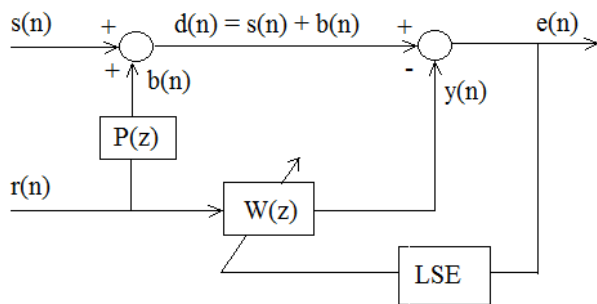 s(n)
+
d(n) = s(n) + b(n)
+
e(n)
+
b(n)
-
y(n)
P(z)
r(n)
W(z)
LSE